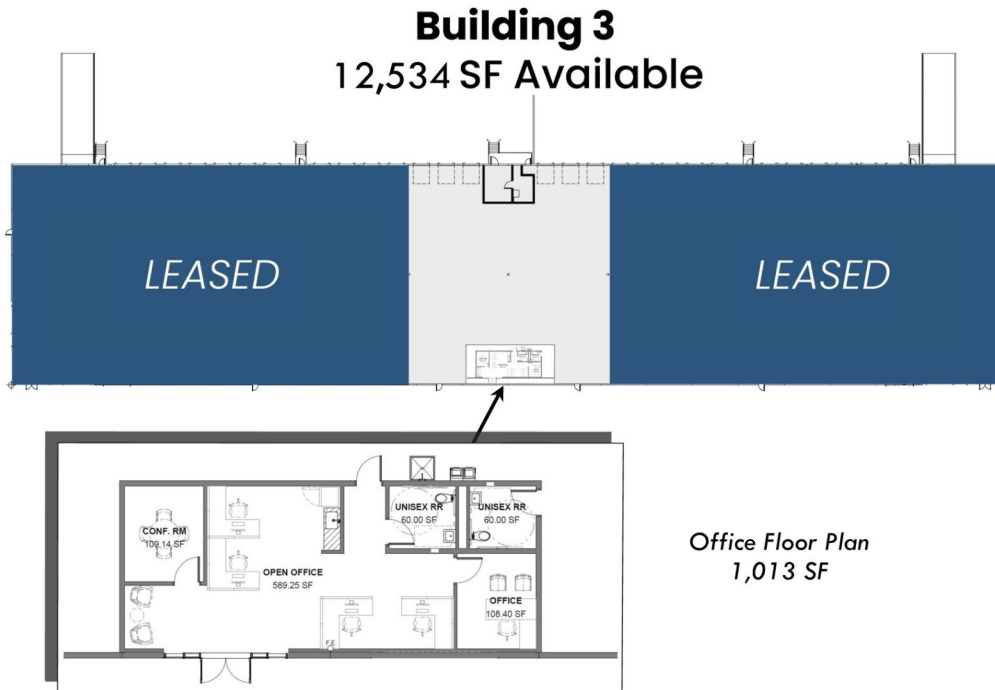 Building 3
12,534 SF Available
LEASED
LEASED
CONF. RM
109.14 SF
OPEN OFFICE
589.25 SF
UNISEX RR
60.00 SF
UNISEX RR
60.00 SF
OFFICE
108.40 SF
F.E.
Office Floor Plan
1,013 SF